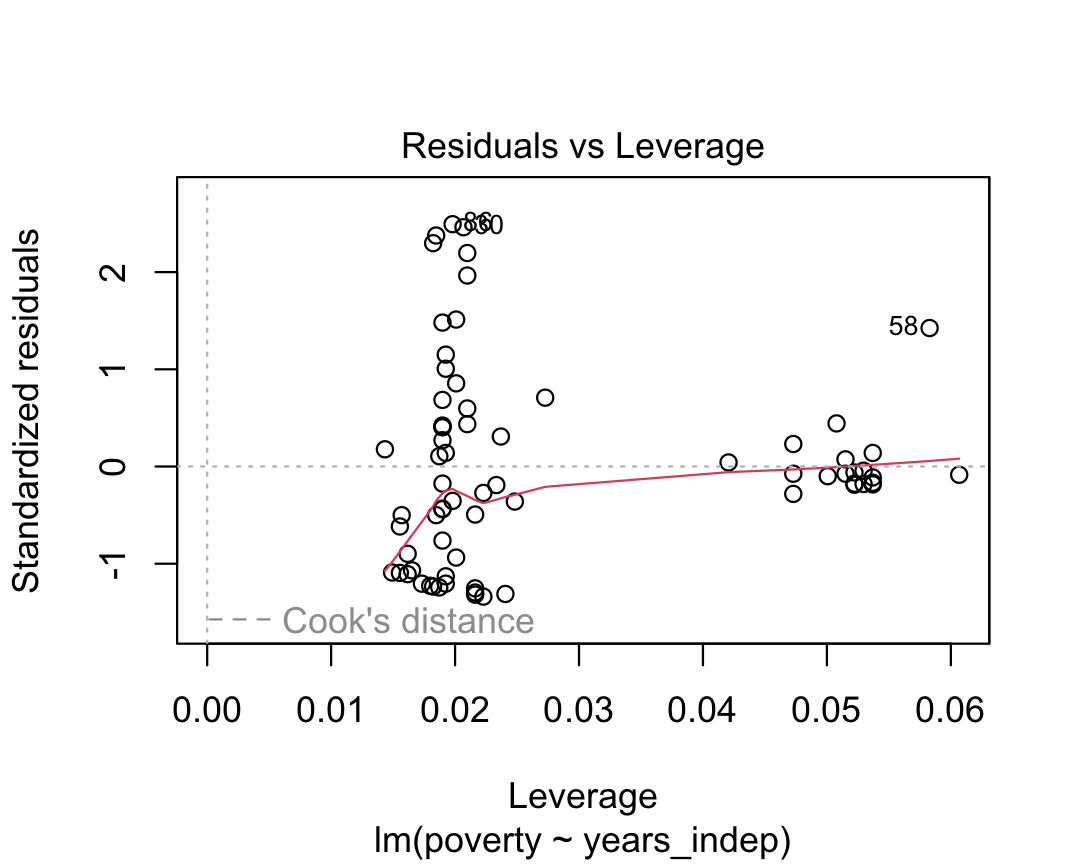 Residuals vs Leverage
Standardized residuals
2
1
0
-1
58
Cook's distance
0.00 0.01 0.02 0.03 0.04 0.05 0.06
Leverage
lm(poverty ~ years_indep)